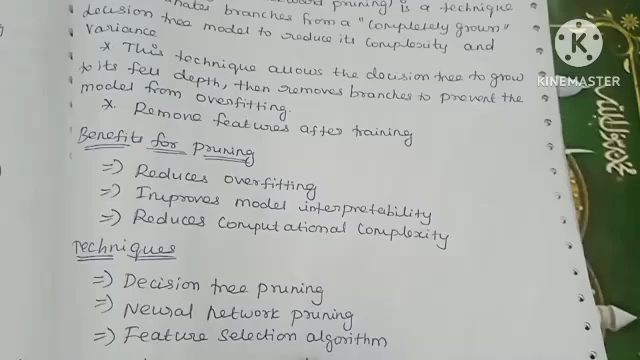 pruning) is a technique
eliminates branches from a "completely grown"
decision tree model to reduce its complexity and
variance
* This technique allows the decision tree to grow
to its full depth, then removes branches to prevent the
model from overfitting.
* Remove features after training
Benefits for pruning
=> Reduces overfitting
=> Improves model interpretability
=> Reduces computational complexity
Techniques
=> Decision tree pruning
=> Neural network pruning
=> Feature selection algorithm
KINEMASTER